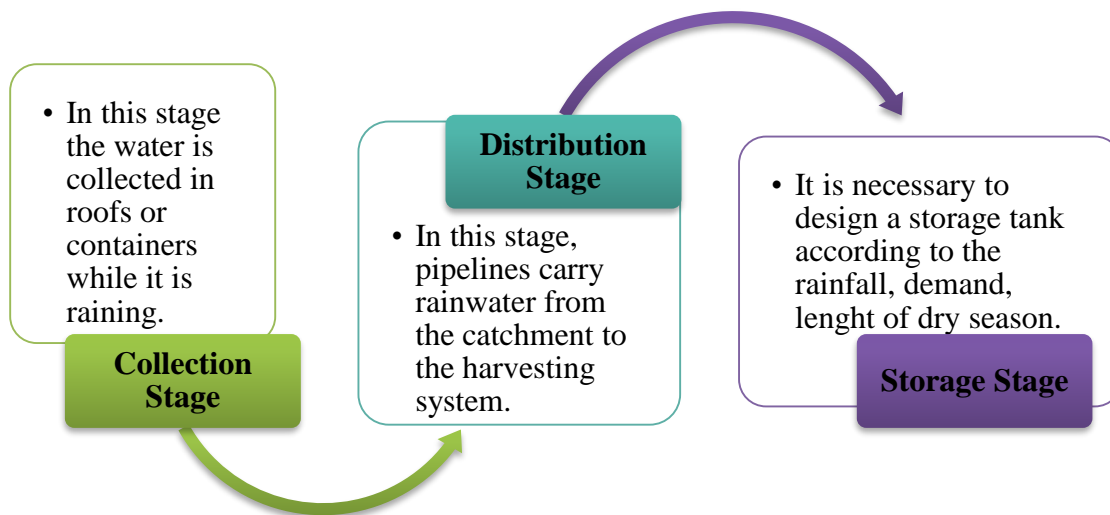 • In this stage
the water is
collected in
roofs or
containers
while it is
raining.
Collection
Stage
Distribution
Stage
• In this stage,
pipelines carry
rainwater from
the catchment to
the harvesting
system.
• It is necessary to
design a storage tank
according to the
rainfall, demand,
lenght of dry season.
Storage Stage